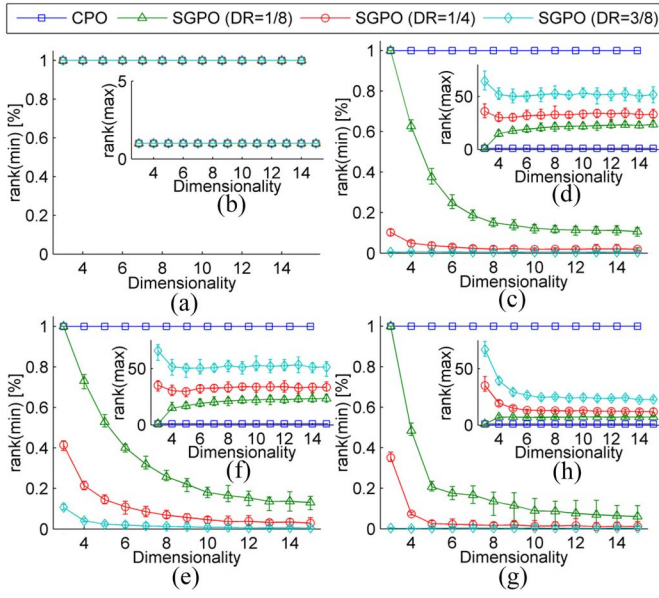 CPO SGPO (DR=1/8) SGPO (DR=1/4) SGPO (DR=3/8)
rank(min) [%]
1
0.8
0.6
0.4
0.2
0
4 6 8 10 12 14
Dimensionality
rank(max)
5
0
4 6 8 10 12 14
Dimensionality
(b)
(a)
rank(min) [%]
1
0.8
0.6
0.4
0.2
0
4 6 8 10 12 14
Dimensionality
rank(max)
50
0
4 6 8 10 12 14
Dimensionality
(d)
(c)
rank(min) [%]
1
0.8
0.6
0.4
0.2
0
4 6 8 10 12 14
Dimensionality
rank(max)
50
0
4 6 8 10 12 14
Dimensionality
(f)
(e)
rank(min) [%]
1
0.8
0.6
0.4
0.2
0
4 6 8 10 12 14
Dimensionality
rank(max)
50
0
4 6 8 10 12 14
Dimensionality
(h)
(g)